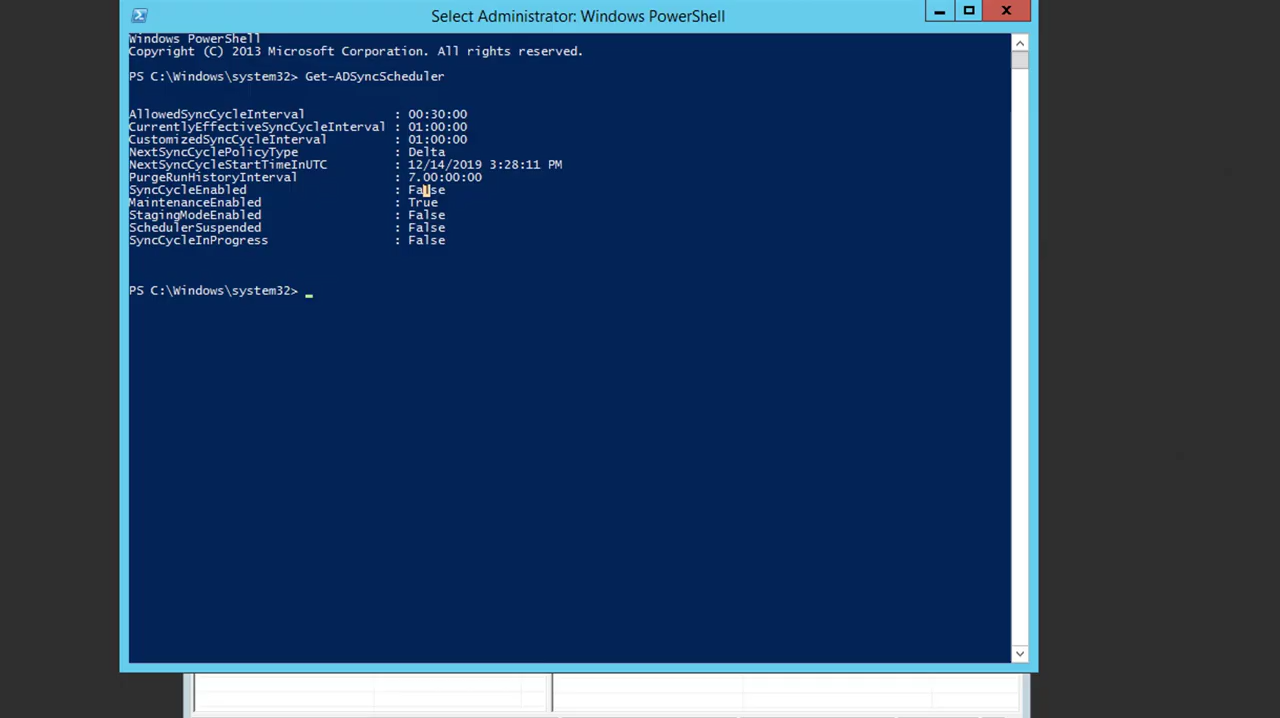 Select Administrator: Windows PowerShell
Windows PowerShell
Copyright (C) 2013 Microsoft Corporation. All rights reserved.
PS C:\Windows\system32> Get-ADSyncScheduler
AllowedSyncCycleInterval : 00:30:00
CurrentlyEffectiveSyncCycleInterval : 01:00:00
CustomizedSyncCycleInterval : 01:00:00
NextSyncCyclePolicyType : Delta
NextSyncCycleStartTimeInUTC : 12/14/2019 3:28:11 PM
PurgeRunHistoryInterval : 7.00:00:00
SyncCycleEnabled : False
MaintenanceEnabled : True
StagingModeEnabled : False
SchedulerSuspended : False
SyncCycleInProgress : False
PS C:\Windows\system32> _